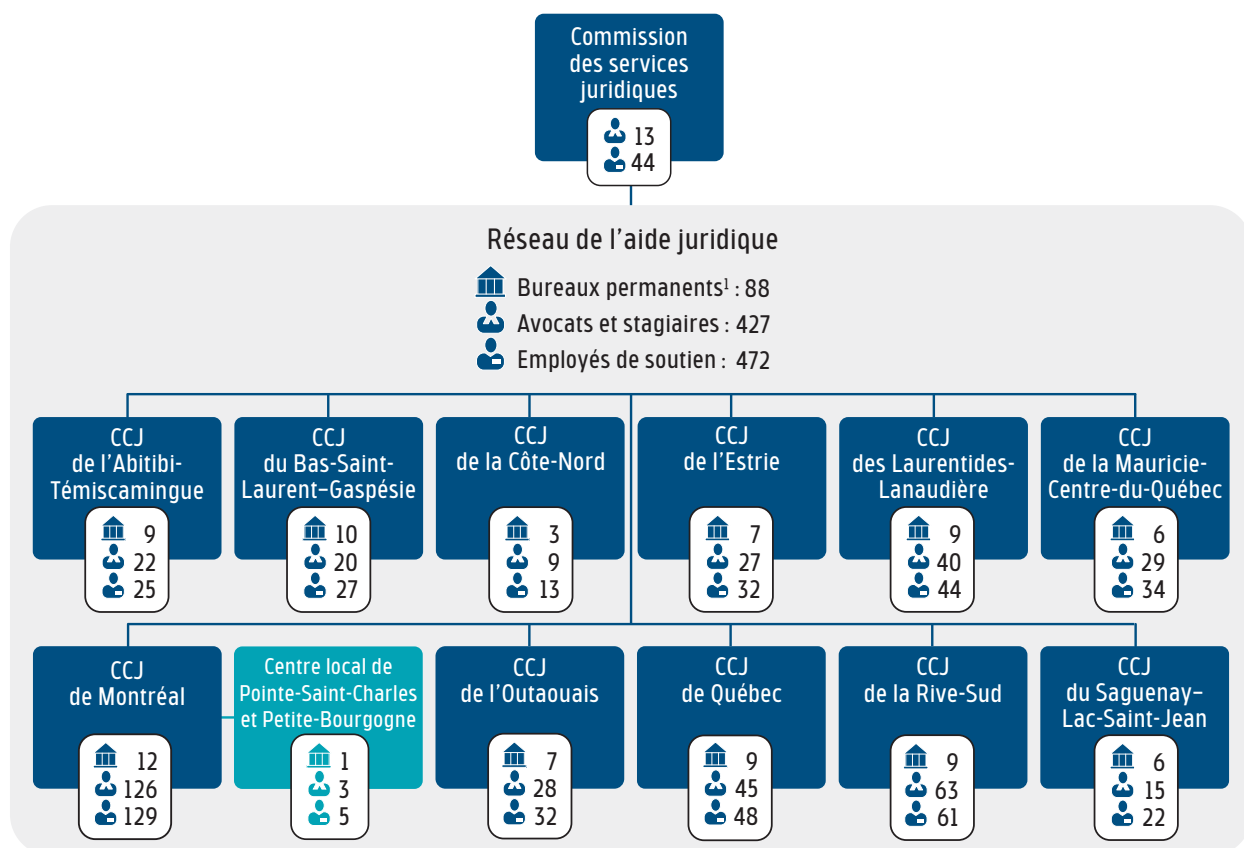 Commission
des services
juridiques
13
44
Réseau de l'aide juridique
Bureaux permanents¹ : 88
Avocats et stagiaires : 427
Employés de soutien : 472
CCJ
de l'Abitibi-
Témiscamingue
9
22
25
CCJ
du Bas-Saint-
Laurent–Gaspésie
10
20
27
CCJ
de la Côte-Nord
3
9
13
CCJ
de l'Estrie
7
27
32
CCJ
des Laurentides-
Lanaudière
9
40
44
CCJ
de la Mauricie-
Centre-du-Québec
6
29
34
CCJ
de Montréal
12
126
129
Centre local de
Pointe-Saint-Charles
et Petite-Bourgogne
1
3
5
CCJ
de l'Outaouais
7
28
32
CCJ
de Québec
9
45
48
CCJ
de la Rive-Sud
9
63
61
CCJ
du Saguenay–
Lac-Saint-Jean
6
15
22